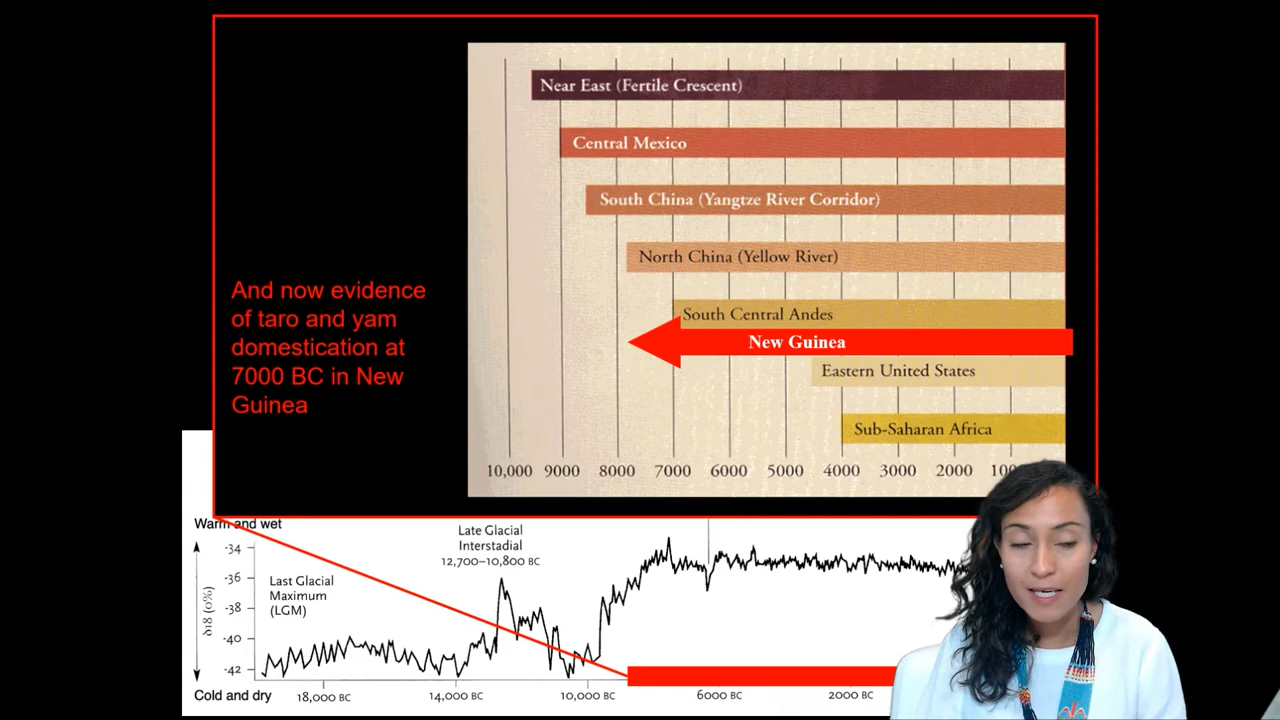 Near East (Fertile Crescent)
Central Mexico
South China (Yangtze River Corridor)
North China (Yellow River)
South Central Andes
New Guinea
Eastern United States
Sub-Saharan Africa
10,000 9000 8000 7000 6000 5000 4000 3000 2000
And now evidence
of taro and yam
domestication at
7000 BC in New
Guinea
Warm and wet
-34
-36
-38
-40
-42
δ18 (0%)
Cold and dry
Last Glacial
Maximum
(LGM)
Late Glacial
Interstadial
12,700–10,800 BC
18,000 BC 14,000 BC 10,000 BC 6000 BC 2000 BC